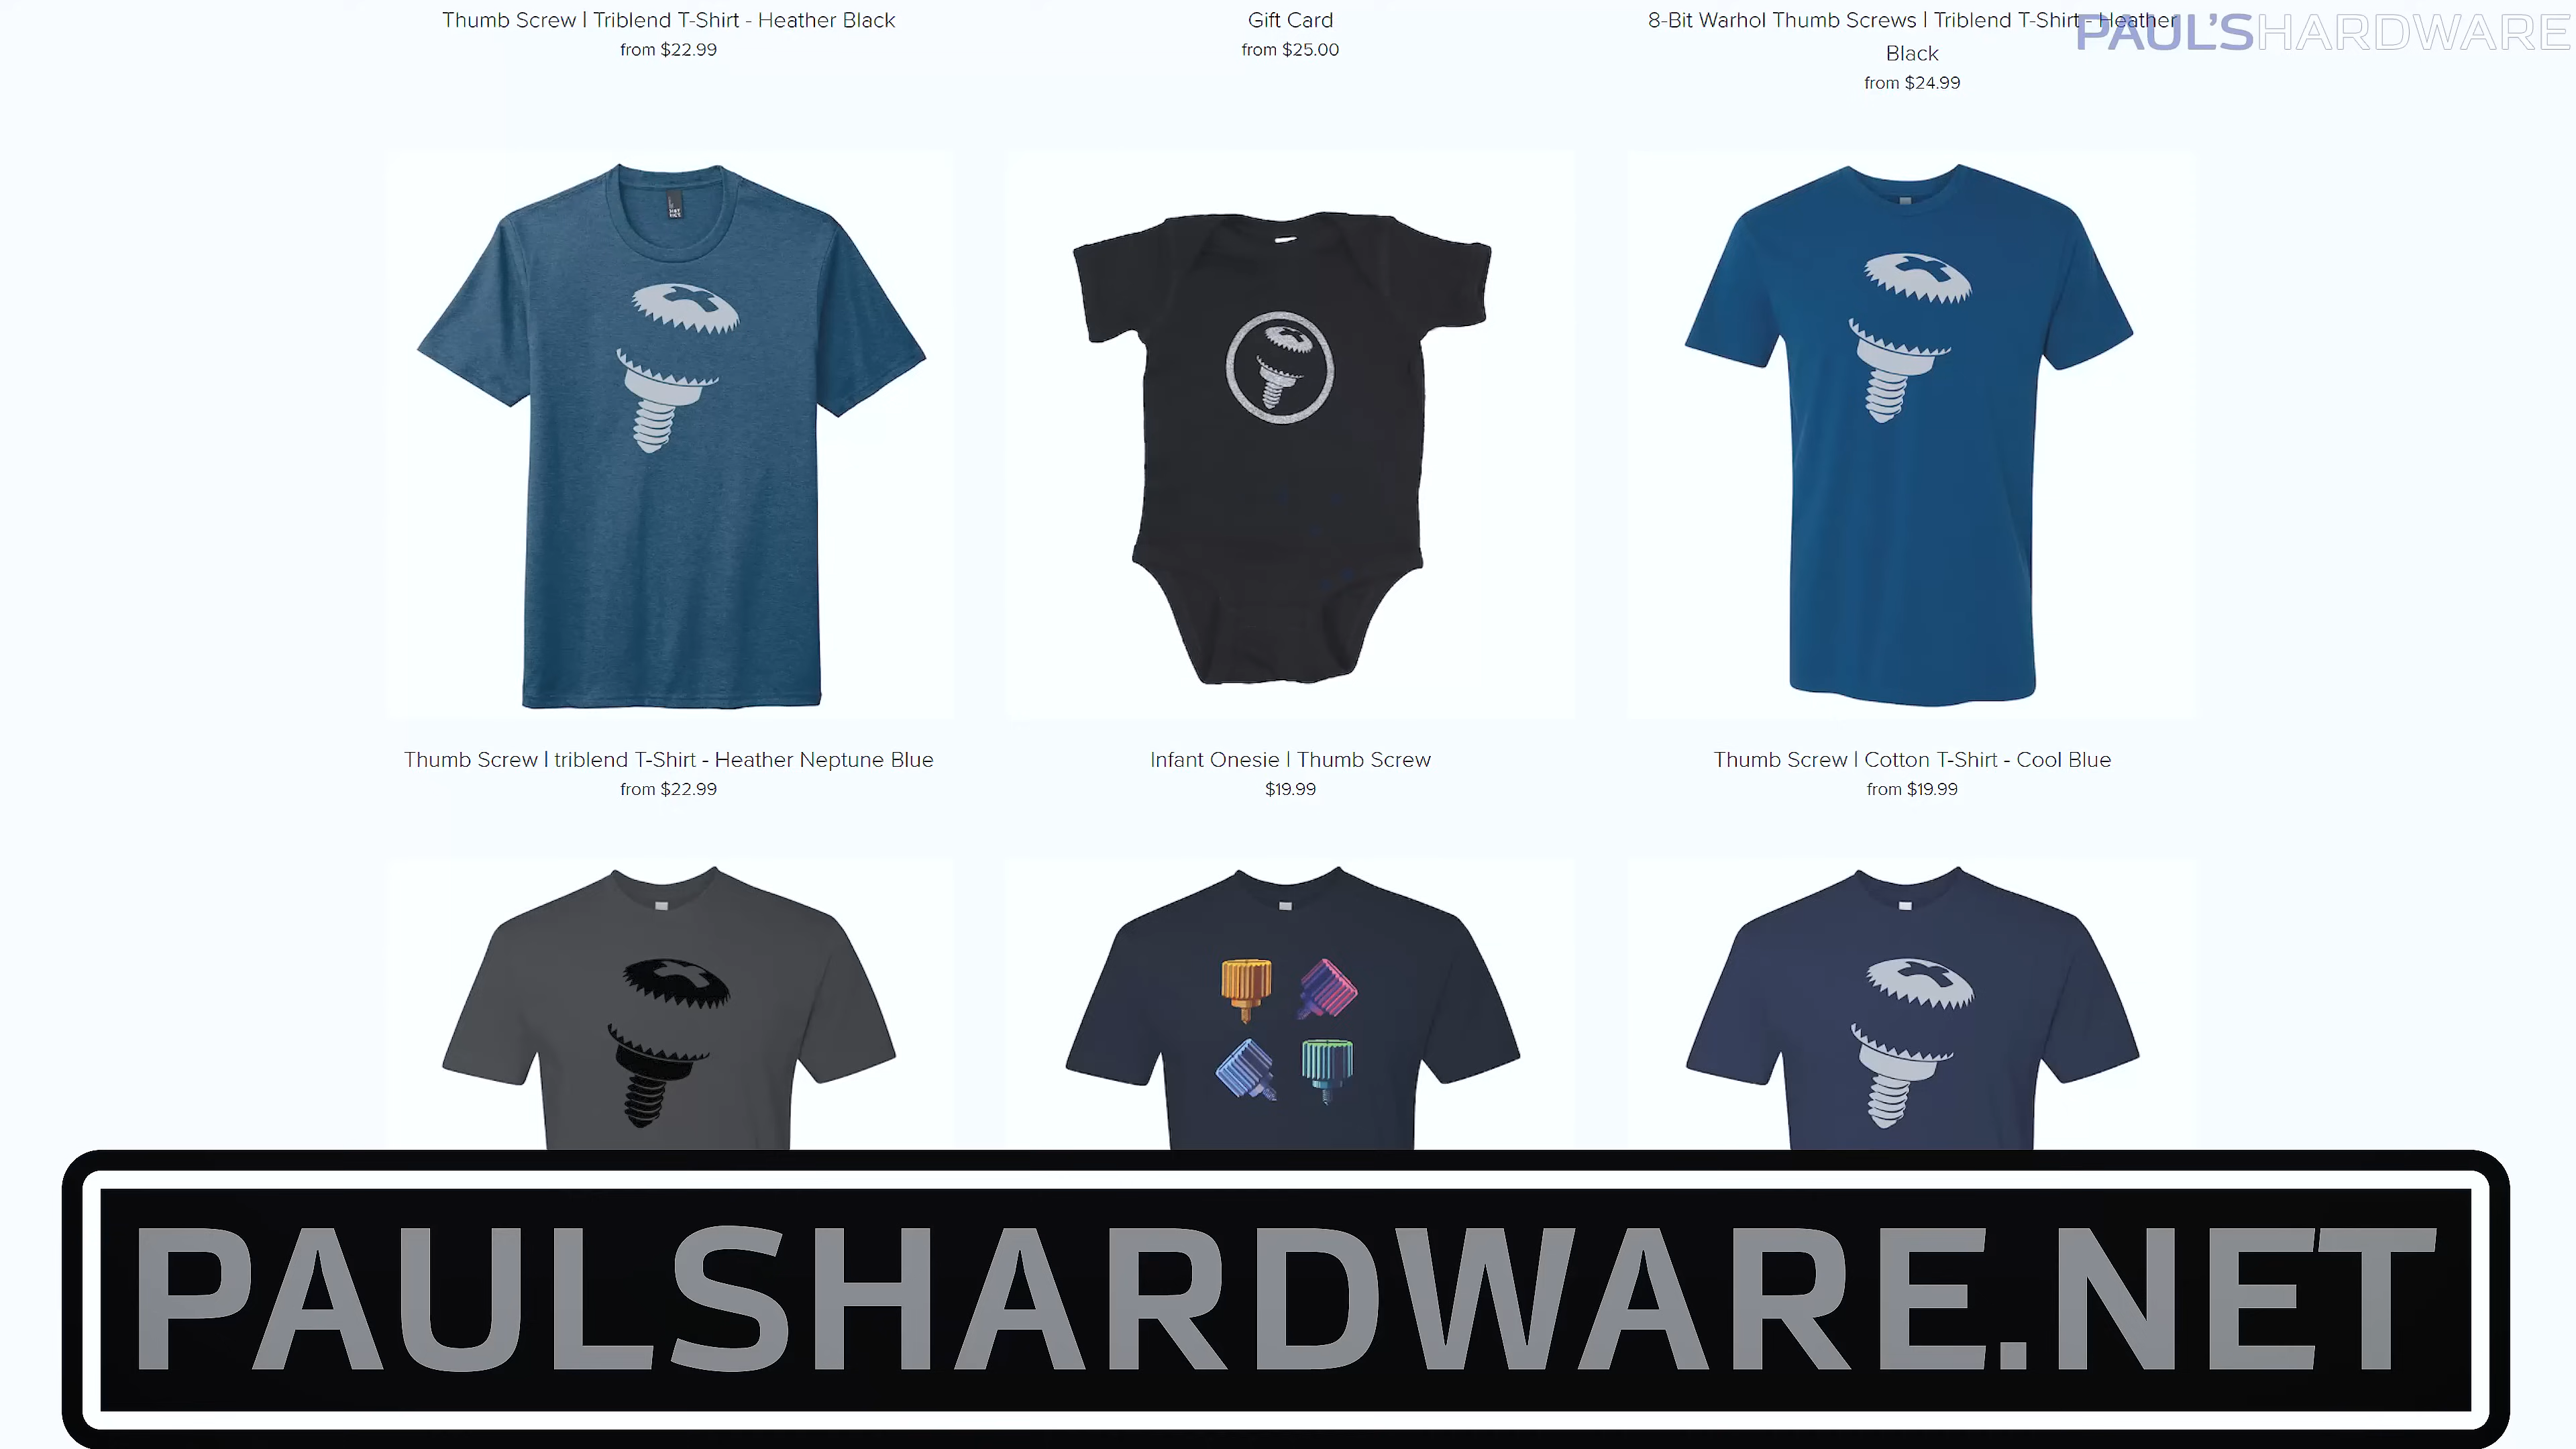 Thumb Screw | Triblend T-Shirt - Heather Black
from $22.99
Gift Card
from $25.00
8-Bit Warhol Thumb Screws | Triblend T-Shirt - Heather
Black
from $24.99
PAUL'SHARDWARE
Thumb Screw | triblend T-Shirt - Heather Neptune Blue
from $22.99
Infant Onesie | Thumb Screw
$19.99
Thumb Screw | Cotton T-Shirt - Cool Blue
from $19.99
PAULSHARDWARE.NET